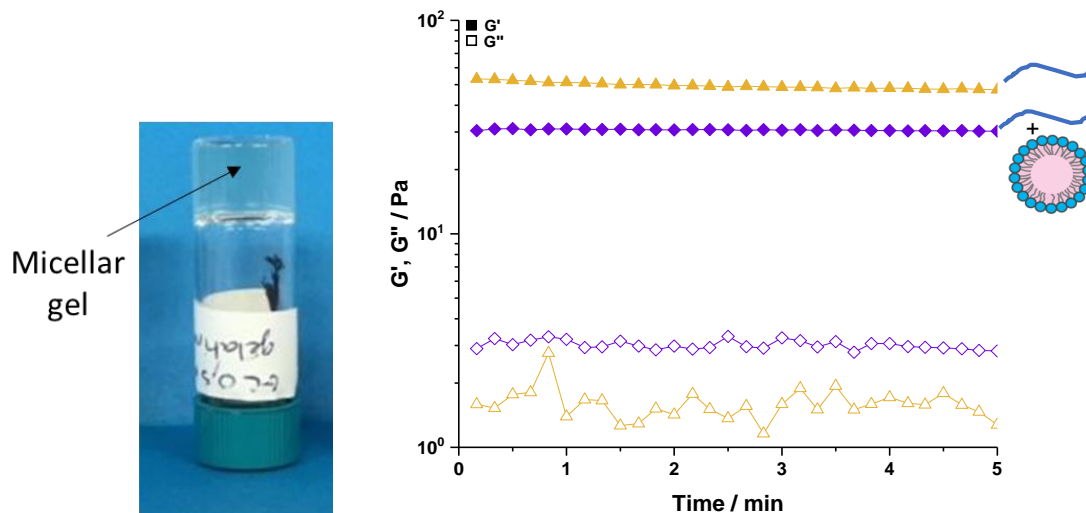 Micellar
gel
G'
G''
G', G'' / Pa
10²
10¹
10⁰
+
0 1 2 3 4 5
Time / min